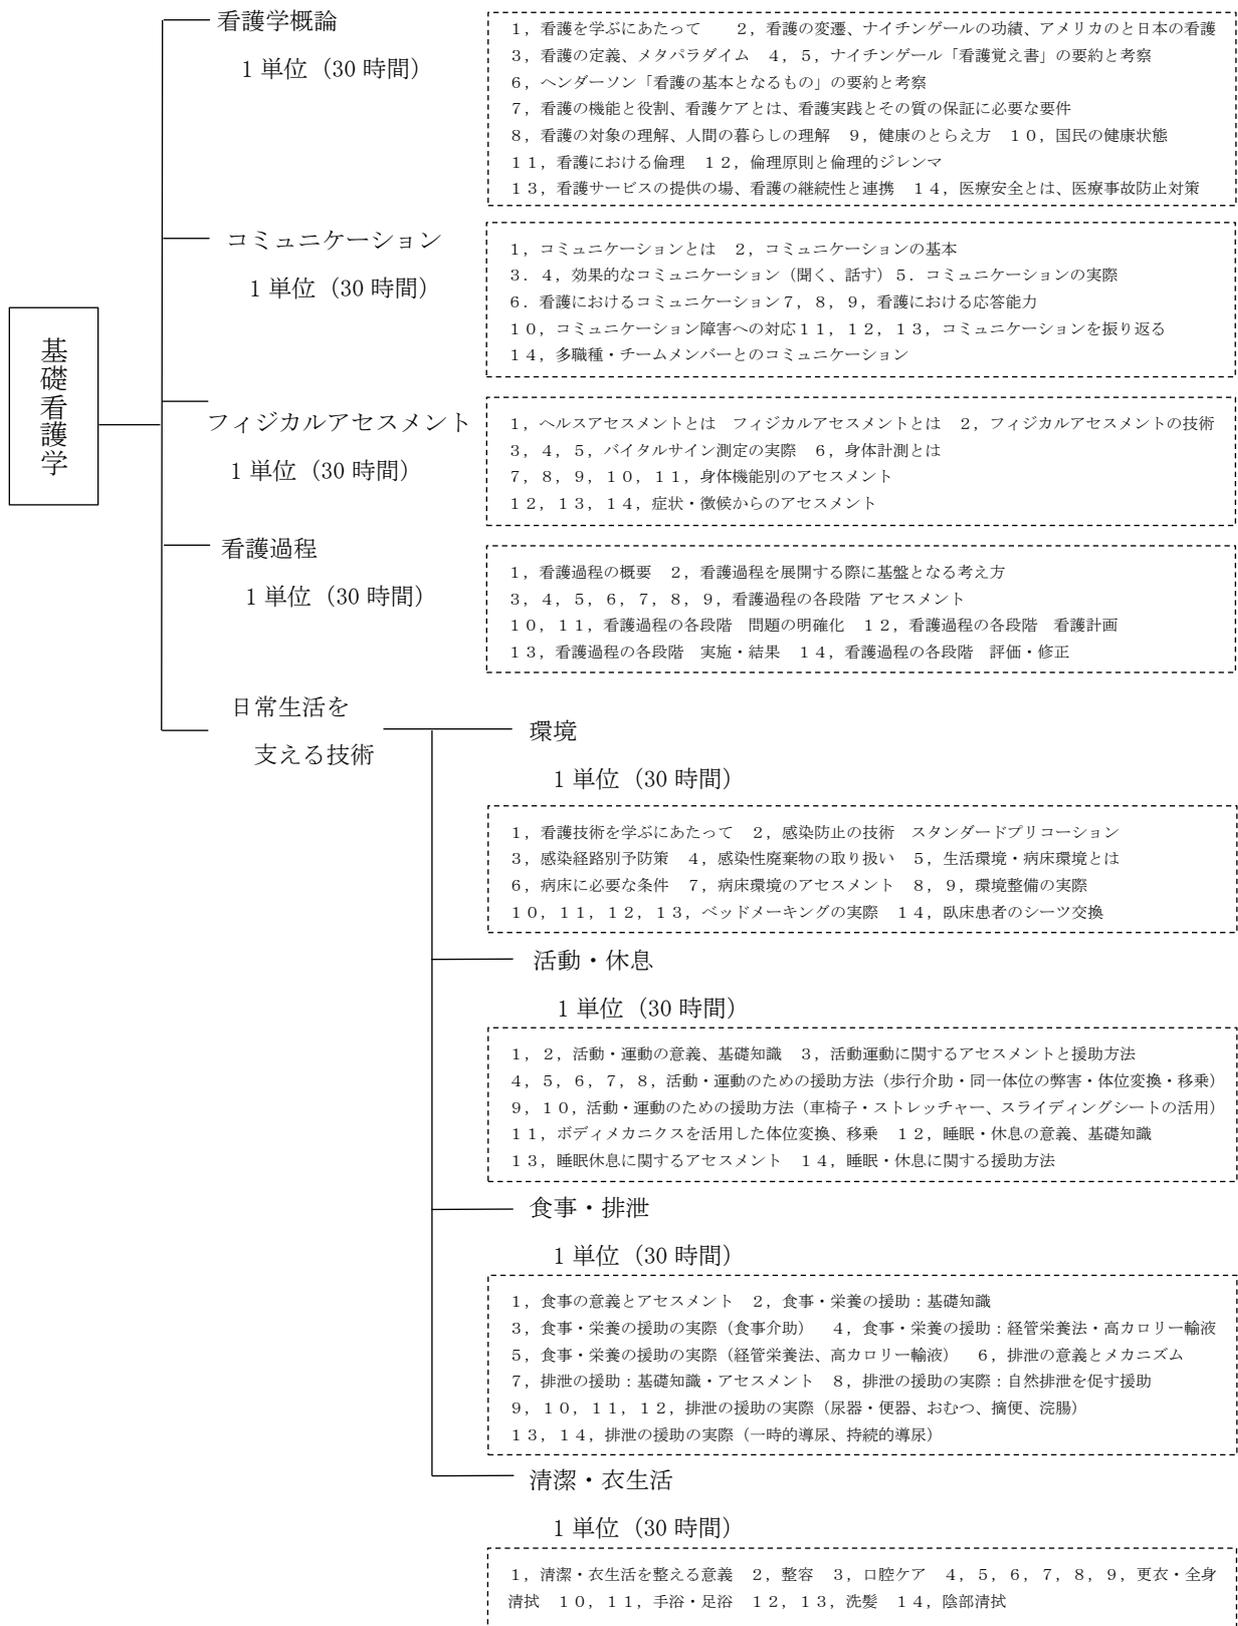 看護学概論
1 単位（30 時間）
１，看護を学ぶにあたって　　２，看護の変遷、ナイチンゲールの功績、アメリカのと日本の看護
３，看護の定義、メタパラダイム　４，５，ナイチンゲール「看護覚え書」の要約と考察
６，ヘンダーソン「看護の基本となるもの」の要約と考察
７，看護の機能と役割、看護ケアとは、看護実践とその質の保証に必要な要件
８，看護の対象の理解、人間の暮らしの理解　９，健康のとらえ方　１０，国民の健康状態
１１，看護における倫理　１２，倫理原則と倫理的ジレンマ
１３，看護サービスの提供の場、看護の継続性と連携　１４，医療安全とは、医療事故防止対策
コミュニケーション
1 単位（30 時間）
１，コミュニケーションとは　２，コミュニケーションの基本
３．４，効果的なコミュニケーション（聞く、話す）５．コミュニケーションの実際
６．看護におけるコミュニケーション７，８，９，看護における応答能力
１０，コミュニケーション障害への対応１１，１２，１３，コミュニケーションを振り返る
１４，多職種・チームメンバーとのコミュニケーション
基礎看護学
フィジカルアセスメント
1 単位（30 時間）
１，ヘルスアセスメントとは　フィジカルアセスメントとは　２，フィジカルアセスメントの技術
３，４，５，バイタルサイン測定の実際　６，身体計測とは
７，８，９，１０，１１，身体機能別のアセスメント
１２，１３，１４，症状・徴候からのアセスメント
看護過程
1 単位（30 時間）
１，看護過程の概要　２，看護過程を展開する際に基盤となる考え方
３，４，５，６，７，８，９，看護過程の各段階 アセスメント
１０，１１，看護過程の各段階　問題の明確化　１２，看護過程の各段階　看護計画
１３，看護過程の各段階　実施・結果　１４，看護過程の各段階　評価・修正
日常生活を
支える技術
環境
1 単位（30 時間）
１，看護技術を学ぶにあたって　２，感染防止の技術　スタンダードプリコーション
３，感染経路別予防策　４，感染性廃棄物の取り扱い　５，生活環境・病床環境とは
６，病床に必要な条件　７，病床環境のアセスメント　８，９，環境整備の実際
１０，１１，１２，１３，ベッドメーキングの実際　１４，臥床患者のシーツ交換
活動・休息
1 単位（30 時間）
１，２，活動・運動の意義、基礎知識　３，活動運動に関するアセスメントと援助方法
４，５，６，７，８，活動・運動のための援助方法（歩行介助・同一体位の弊害・体位変換・移乗）
９，１０，活動・運動のための援助方法（車椅子・ストレッチャー、スライディングシートの活用）
１１，ボディメカニクスを活用した体位変換、移乗　１２，睡眠・休息の意義、基礎知識
１３，睡眠休息に関するアセスメント　１４，睡眠・休息に関する援助方法
食事・排泄
1 単位（30 時間）
１，食事の意義とアセスメント　２，食事・栄養の援助：基礎知識
３，食事・栄養の援助の実際（食事介助）　４，食事・栄養の援助：経管栄養法・高カロリー輸液
５，食事・栄養の援助の実際（経管栄養法、高カロリー輸液）　６，排泄の意義とメカニズム
７，排泄の援助：基礎知識・アセスメント　８，排泄の援助の実際：自然排泄を促す援助
９，１０，１１，１２，排泄の援助の実際（尿器・便器、おむつ、摘便、浣腸）
１３，１４，排泄の援助の実際（一時的導尿、持続的導尿）
清潔・衣生活
1 単位（30 時間）
１，清潔・衣生活を整える意義　２，整容　３，口腔ケア　４，５，６，７，８，９，更衣・全身
清拭　１０，１１，手浴・足浴　１２，１３，洗髪　１４，陰部清拭